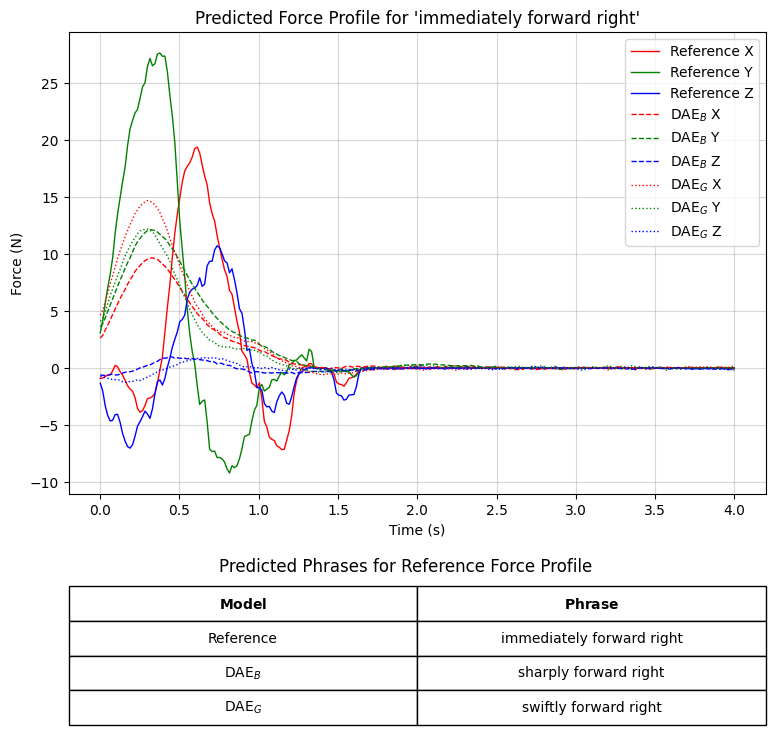 Predicted Force Profile for 'immediately forward right'
Force (N)
25
20
15
10
5
0
−5
−10
Reference X
Reference Y
Reference Z
DAE_B X
DAE_B Y
DAE_B Z
DAE_G X
DAE_G Y
DAE_G Z
0.0 0.5 1.0 1.5 2.0 2.5 3.0 3.5 4.0
Time (s)
Predicted Phrases for Reference Force Profile
Model Phrase
Reference immediately forward right
DAE_B sharply forward right
DAE_G swiftly forward right